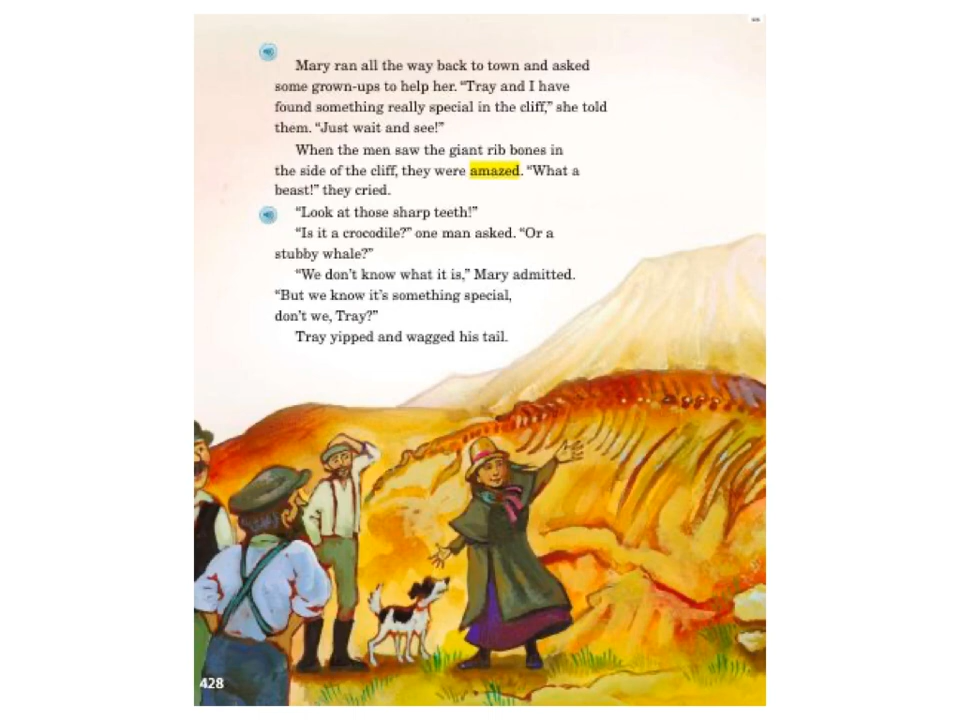 Mary ran all the way back to town and asked
some grown-ups to help her. “Tray and I have
found something really special in the cliff,” she told
them. “Just wait and see!”
When the men saw the giant rib bones in
the side of the cliff, they were amazed. “What a
beast!” they cried.
“Look at those sharp teeth!”
“Is it a crocodile?” one man asked. “Or a
stubby whale?”
“We don’t know what it is,” Mary admitted.
“But we know it’s something special,
don’t we, Tray?”
Tray yipped and wagged his tail.
428